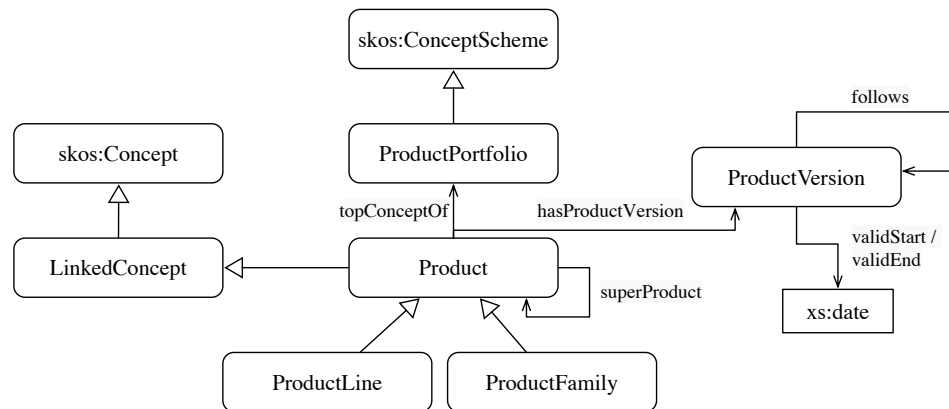 skos:ConceptScheme
follows
skos:Concept
ProductPortfolio
ProductVersion
topConceptOf
hasProductVersion
validStart /
validEnd
LinkedConcept
Product
superProduct
xs:date
ProductLine
ProductFamily